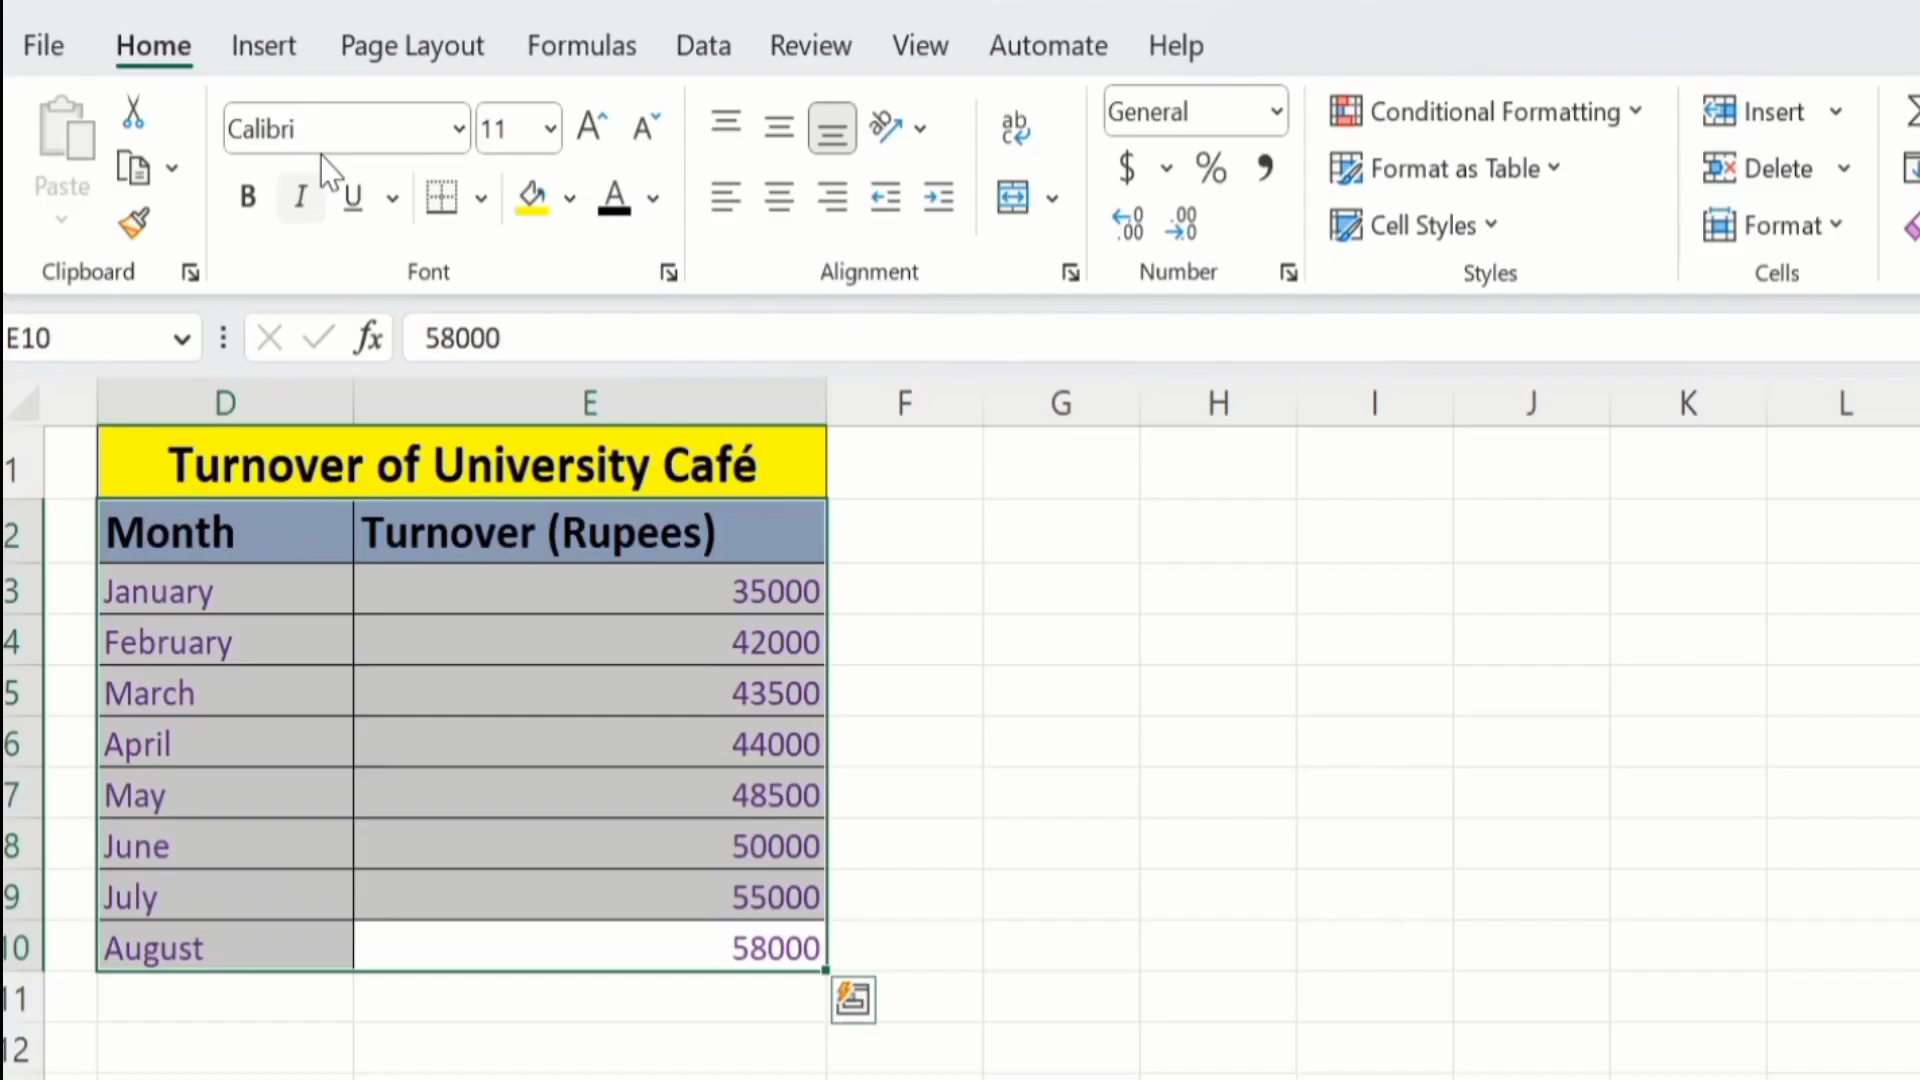 File Home Insert Page Layout Formulas Data Review View Automate Help
Paste
Calibri 11
B I U
Clipboard
Font
ab
Alignment
ab
c
General
$ % ,
Number
Conditional Formatting
Format as Table
Cell Styles
Styles
Insert
Delete
Format
Cells
E10 fx 58000
D E F G H I J K L
1 Turnover of University Café
2 Month Turnover (Rupees)
3 January 35000
4 February 42000
5 March 43500
6 April 44000
7 May 48500
8 June 50000
9 July 55000
10 August 58000
11
12